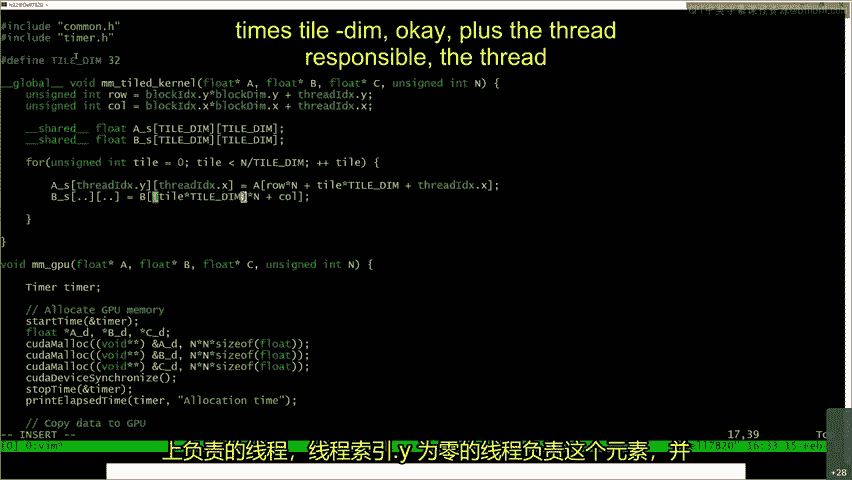 times tile -dim, okay, plus the thread
responsible, the thread
#include "common.h"
#include "timer.h"
#define TILE_DIM 32
__global__ void mm_tiled_kernel(float* A, float* B, float* C, unsigned int N) {
unsigned int row = blockIdx.y*blockDim.y + threadIdx.y;
unsigned int col = blockIdx.x*blockDim.x + threadIdx.x;
__shared__ float A_s[TILE_DIM][TILE_DIM];
__shared__ float B_s[TILE_DIM][TILE_DIM];
for(unsigned int tile = 0; tile < N/TILE_DIM; ++ tile) {
A_s[threadIdx.y][threadIdx.x] = A[row*N + tile*TILE_DIM + threadIdx.x];
B_s[..][..] = B[(tile*TILE_DIM)*N + col];
}
}
void mm_gpu(float* A, float* B, float* C, unsigned int N) {
Timer timer;
// Allocate GPU memory
startTime(&timer);
float *A_d, *B_d, *C_d;
cudaMalloc((void**) &A_d, N*N*sizeof(float));
cudaMalloc((void**) &B_d, N*N*sizeof(float));
cudaMalloc((void**) &C_d, N*N*sizeof(float));
cudaDeviceSynchronize();
stopTime(&timer);
printElapsedTime(timer, "Allocation time");
// Copy data to GPU
-- INSERT --
17,39
上负责的线程，线程索引.y 为零的线程负责这个元素，并
+28